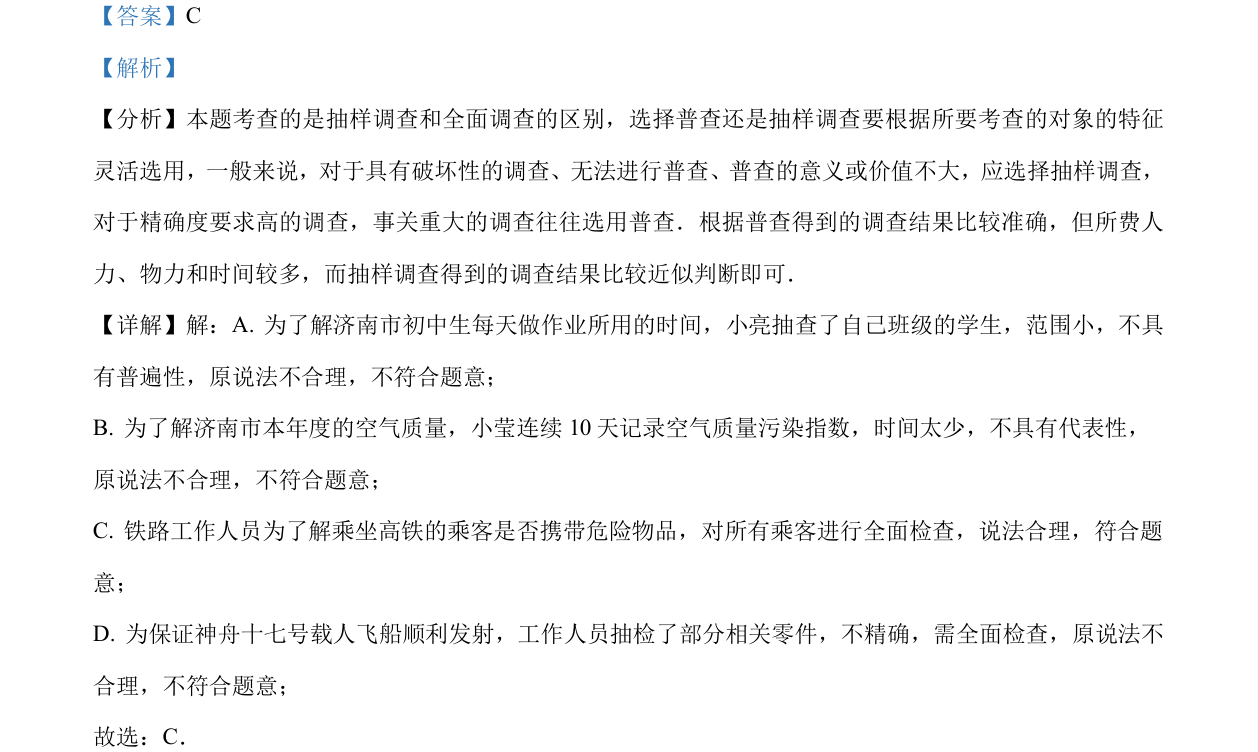 【答案】C
【解析】
【分析】本题考查的是抽样调查和全面调查的区别，选择普查还是抽样调查要根据所要考查的对象的特征
灵活选用，一般来说，对于具有破坏性的调查、无法进行普查、普查的意义或价值不大，应选择抽样调查，
对于精确度要求高的调查，事关重大的调查往往选用普查．根据普查得到的调查结果比较准确，但所费人
力、物力和时间较多，而抽样调查得到的调查结果比较近似判断即可．
【详解】解：A. 为了解济南市初中生每天做作业所用的时间，小亮抽查了自己班级的学生，范围小，不具
有普遍性，原说法不合理，不符合题意；
B. 为了解济南市本年度的空气质量，小莹连续 10 天记录空气质量污染指数，时间太少，不具有代表性，
原说法不合理，不符合题意；
C. 铁路工作人员为了解乘坐高铁的乘客是否携带危险物品，对所有乘客进行全面检查，说法合理，符合题
意；
D. 为保证神舟十七号载人飞船顺利发射，工作人员抽检了部分相关零件，不精确，需全面检查，原说法不
合理，不符合题意；
故选：C．